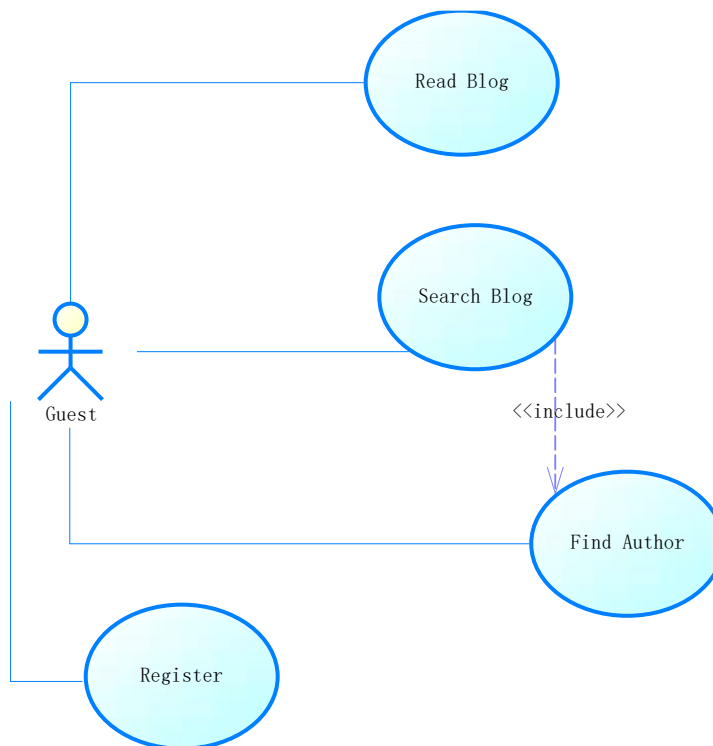 Read Blog
Search Blog
<<include>>
Guest
Find Author
Register